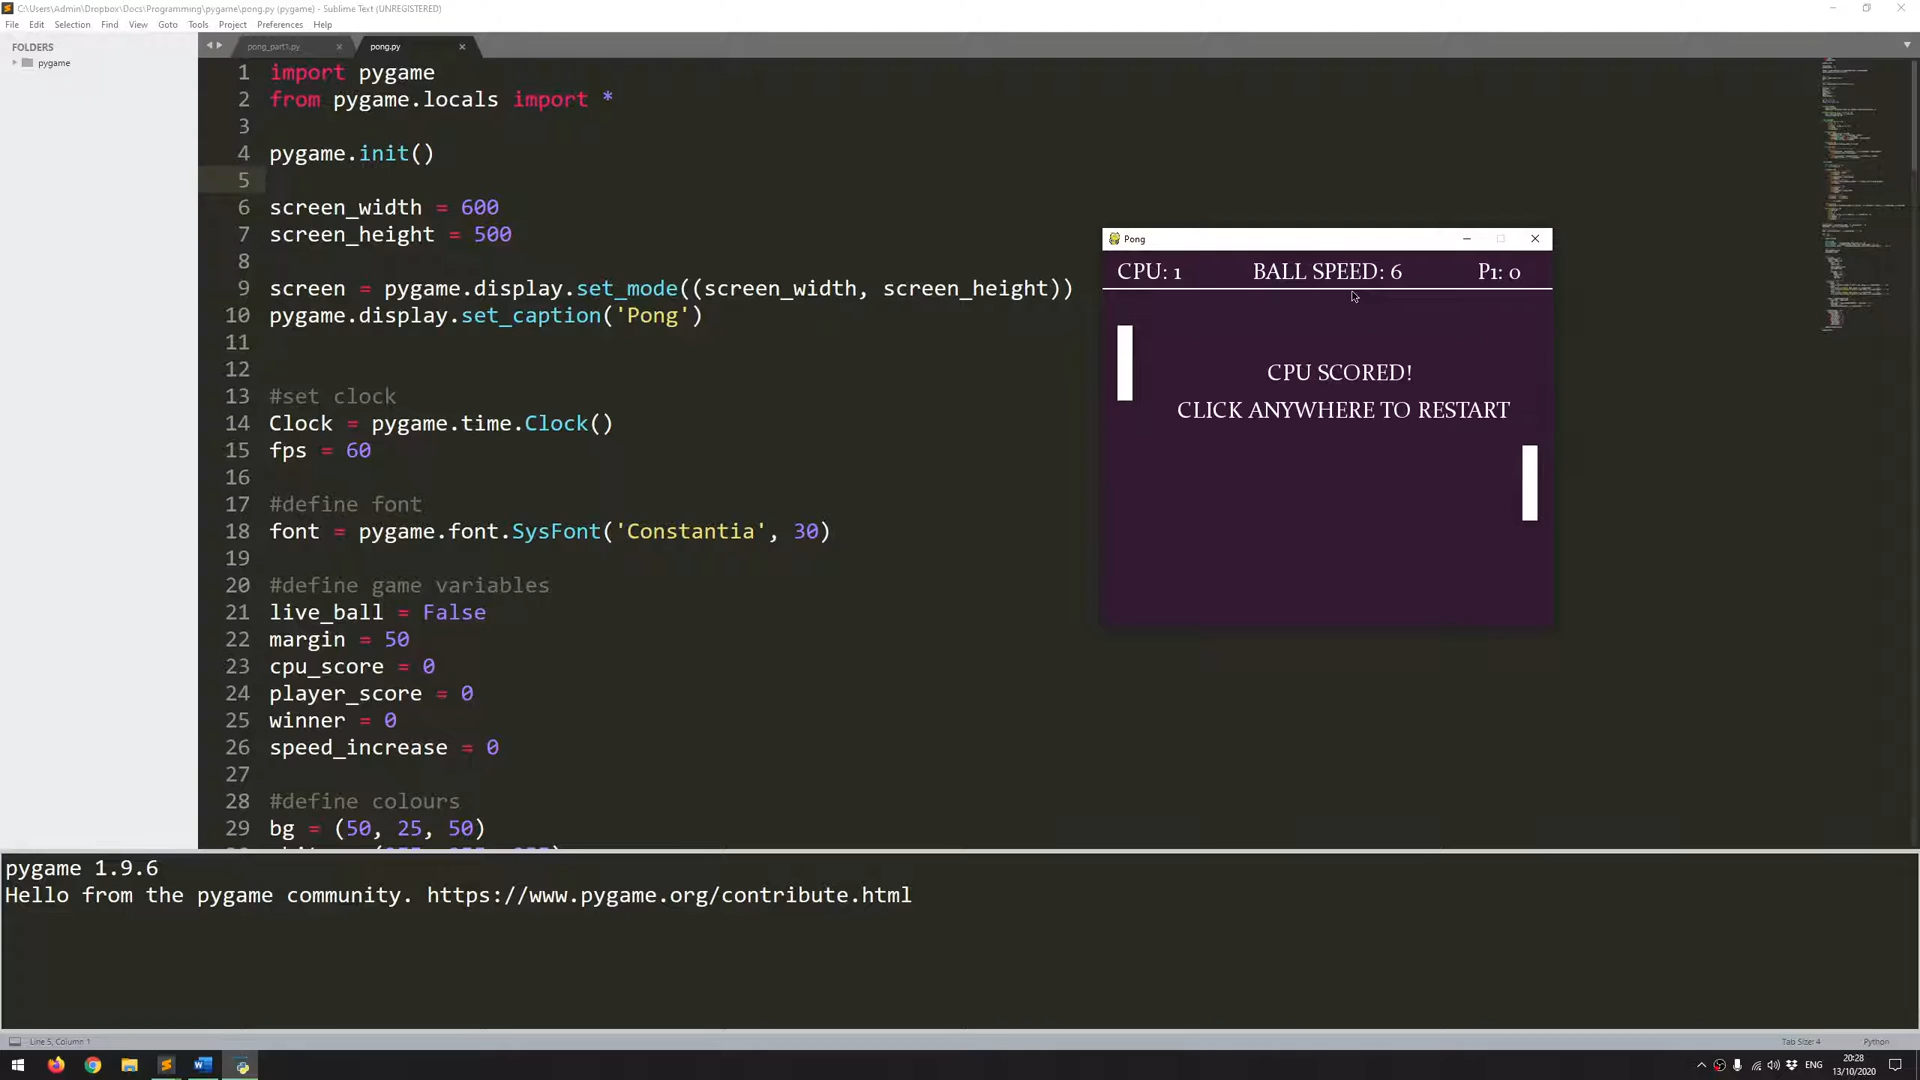 C:\Users\Admin\Dropbox\Docs\Programming\pygame\pong.py (pygame) - Sublime Text (UNREGISTERED)
File Edit Selection Find View Goto Tools Project Preferences Help
FOLDERS
pygame
pong_part1.py
pong.py
1 import pygame
2 from pygame.locals import *
3
4 pygame.init()
5
6 screen_width = 600
7 screen_height = 500
8
9 screen = pygame.display.set_mode((screen_width, screen_height))
10 pygame.display.set_caption('Pong')
11
12
13 #set clock
14 Clock = pygame.time.Clock()
15 fps = 60
16
17 #define font
18 font = pygame.font.SysFont('Constantia', 30)
19
20 #define game variables
21 live_ball = False
22 margin = 50
23 cpu_score = 0
24 player_score = 0
25 winner = 0
26 speed_increase = 0
27
28 #define colours
29 bg = (50, 25, 50)
Pong
CPU: 1 BALL SPEED: 6 P1: 0
CPU SCORED!
CLICK ANYWHERE TO RESTART
pygame 1.9.6
Hello from the pygame community. https://www.pygame.org/contribute.html
Line 5, Column 1
Tab Size: 4
Python
ENG
20:28
13/10/2020